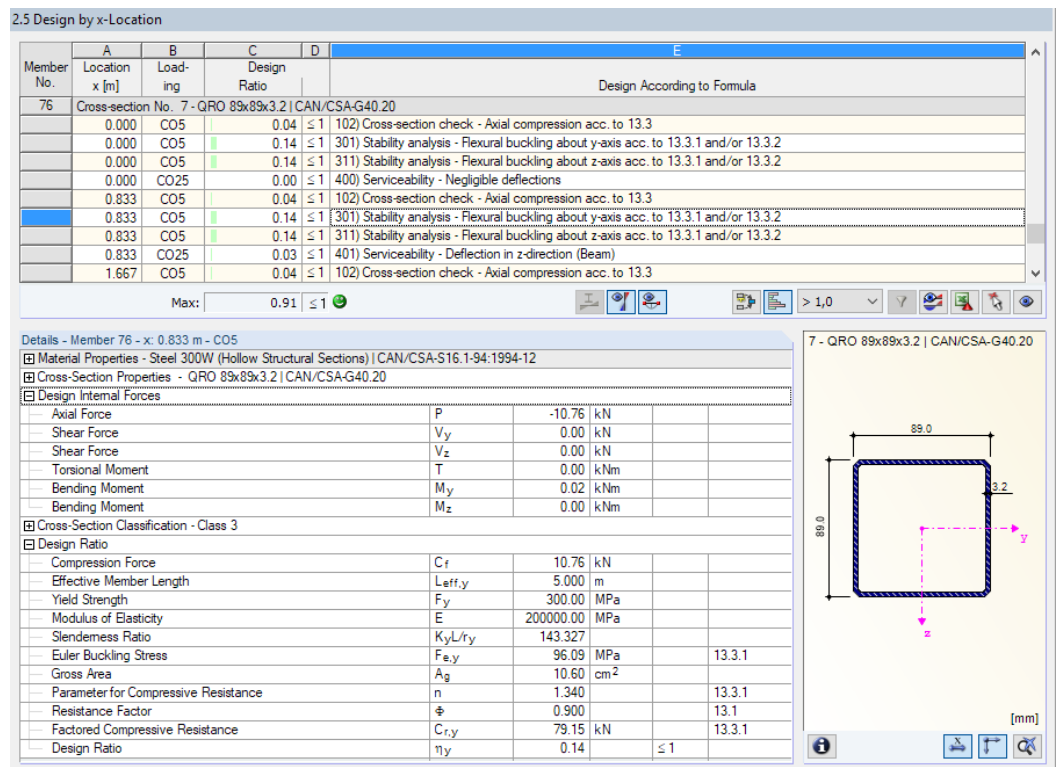 2.5 Design by x-Location
A B C D E
Member Location Load- Design
No. x [m] ing Ratio Design According to Formula
76 Cross-section No. 7 - QRO 89x89x3.2 | CAN/CSA-G40.20
0.000 CO5 0.04 ≤ 1 102) Cross-section check - Axial compression acc. to 13.3
0.000 CO5 0.14 ≤ 1 301) Stability analysis - Flexural buckling about y-axis acc. to 13.3.1 and/or 13.3.2
0.000 CO5 0.14 ≤ 1 311) Stability analysis - Flexural buckling about z-axis acc. to 13.3.1 and/or 13.3.2
0.000 CO25 0.00 ≤ 1 400) Serviceability - Negligible deflections
0.833 CO5 0.04 ≤ 1 102) Cross-section check - Axial compression acc. to 13.3
0.833 CO5 0.14 ≤ 1 301) Stability analysis - Flexural buckling about y-axis acc. to 13.3.1 and/or 13.3.2
0.833 CO5 0.14 ≤ 1 311) Stability analysis - Flexural buckling about z-axis acc. to 13.3.1 and/or 13.3.2
0.833 CO25 0.03 ≤ 1 401) Serviceability - Deflection in z-direction (Beam)
1.667 CO5 0.04 ≤ 1 102) Cross-section check - Axial compression acc. to 13.3
Max: 0.91 ≤ 1 > 1,0
Details - Member 76 - x: 0.833 m - CO5
Material Properties - Steel 300W (Hollow Structural Sections) | CAN/CSA-S16.1-94:1994-12
Cross-Section Properties - QRO 89x89x3.2 | CAN/CSA-G40.20
Design Internal Forces
Axial Force P -10.76 kN
Shear Force Vy 0.00 kN
Shear Force Vz 0.00 kN
Torsional Moment T 0.00 kNm
Bending Moment My 0.02 kNm
Bending Moment Mz 0.00 kNm
Cross-Section Classification - Class 3
Design Ratio
Compression Force Cf 10.76 kN
Effective Member Length Leff,y 5.000 m
Yield Strength Fy 300.00 MPa
Modulus of Elasticity E 200000.00 MPa
Slenderness Ratio KyL/ry 143.327
Euler Buckling Stress Fe,y 96.09 MPa 13.3.1
Gross Area Ag 10.60 cm2
Parameter for Compressive Resistance n 1.340 13.3.1
Resistance Factor Φ 0.900 13.1
Factored Compressive Resistance Cr,y 79.15 kN 13.3.1
Design Ratio ηy 0.14 ≤ 1
7 - QRO 89x89x3.2 | CAN/CSA-G40.20
89.0
3.2
89.0
y
z
[mm]